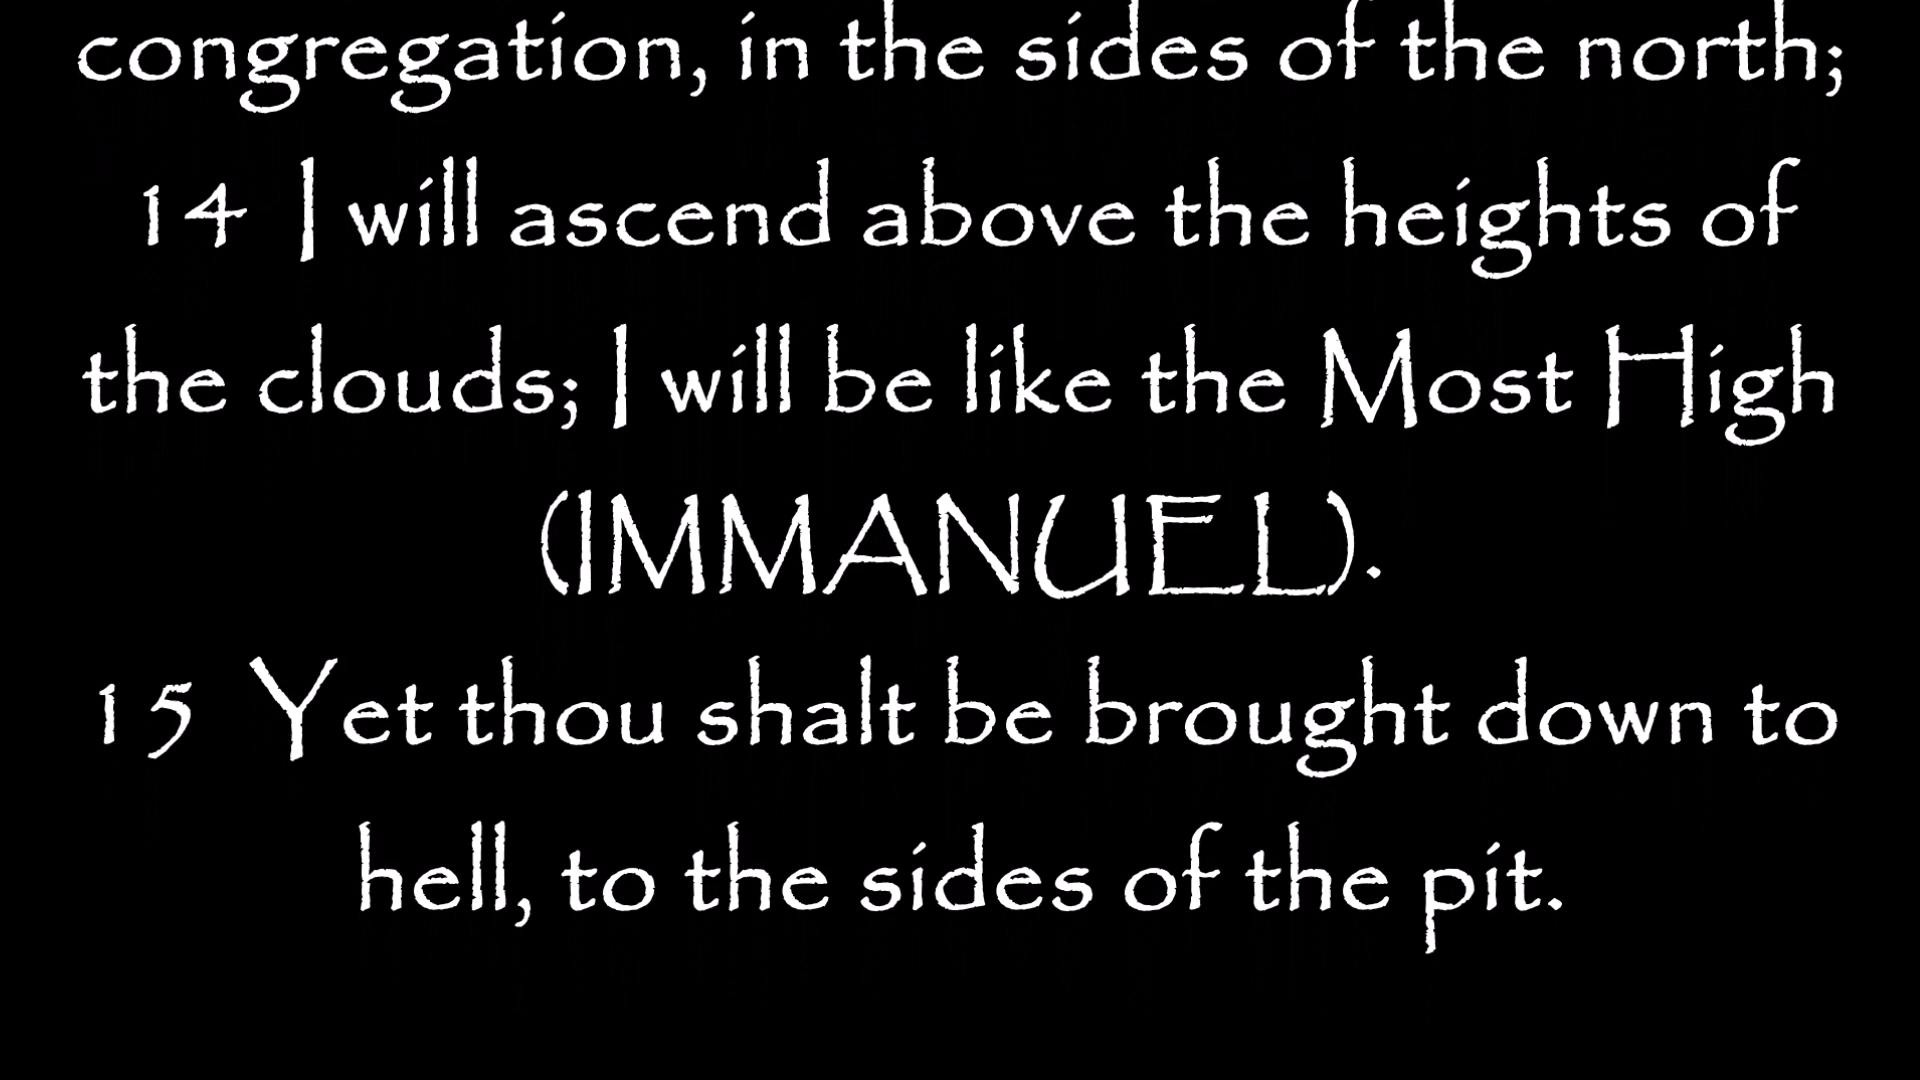 congregation, in the sides of the north;
14 I will ascend above the heights of
the clouds; I will be like the Most High
(IMMANUEL).
15 Yet thou shalt be brought down to
hell, to the sides of the pit.